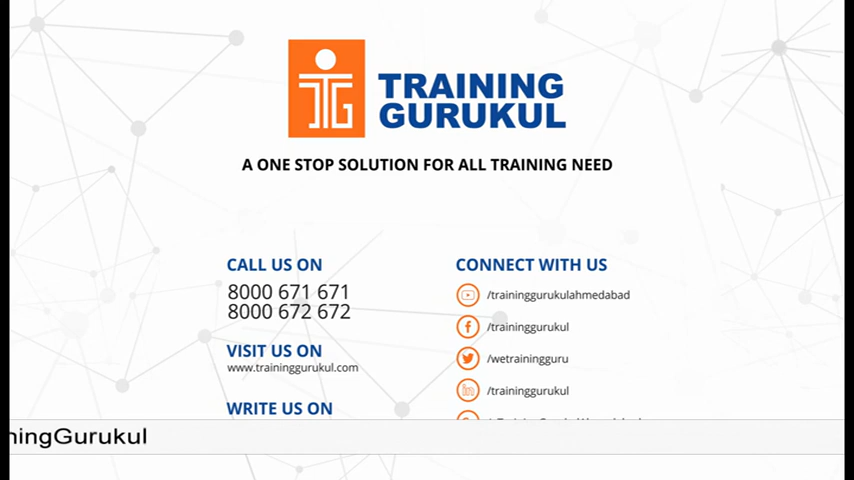 TRAINING
GURUKUL
A ONE STOP SOLUTION FOR ALL TRAINING NEED
CALL US ON
8000 671 671
8000 672 672
VISIT US ON
www.traininggurukul.com
WRITE US ON
CONNECT WITH US
/traininggurukulahmedabad
/traininggurukul
/wetrainingguru
/traininggurukul
ningGurukul